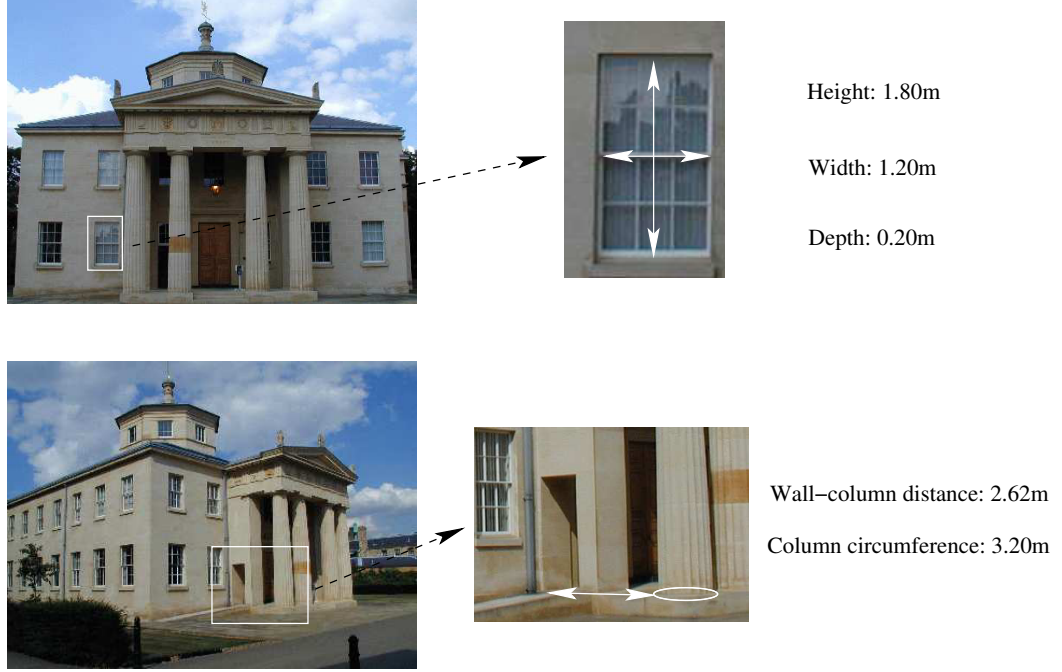 Height: 1.80m
Width: 1.20m
Depth: 0.20m
Wall−column distance: 2.62m
Column circumference: 3.20m